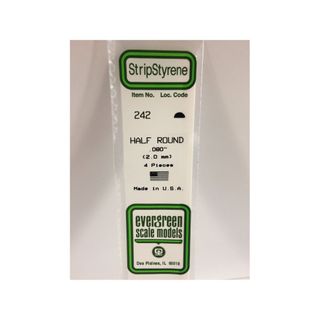 StripStyrene
Item No. Loc. Code
242
HALF ROUND
.080"
(2.0 mm)
4 Pieces
Made in U.S.A.
evergreen
scale models
Des Plaines, IL 60018